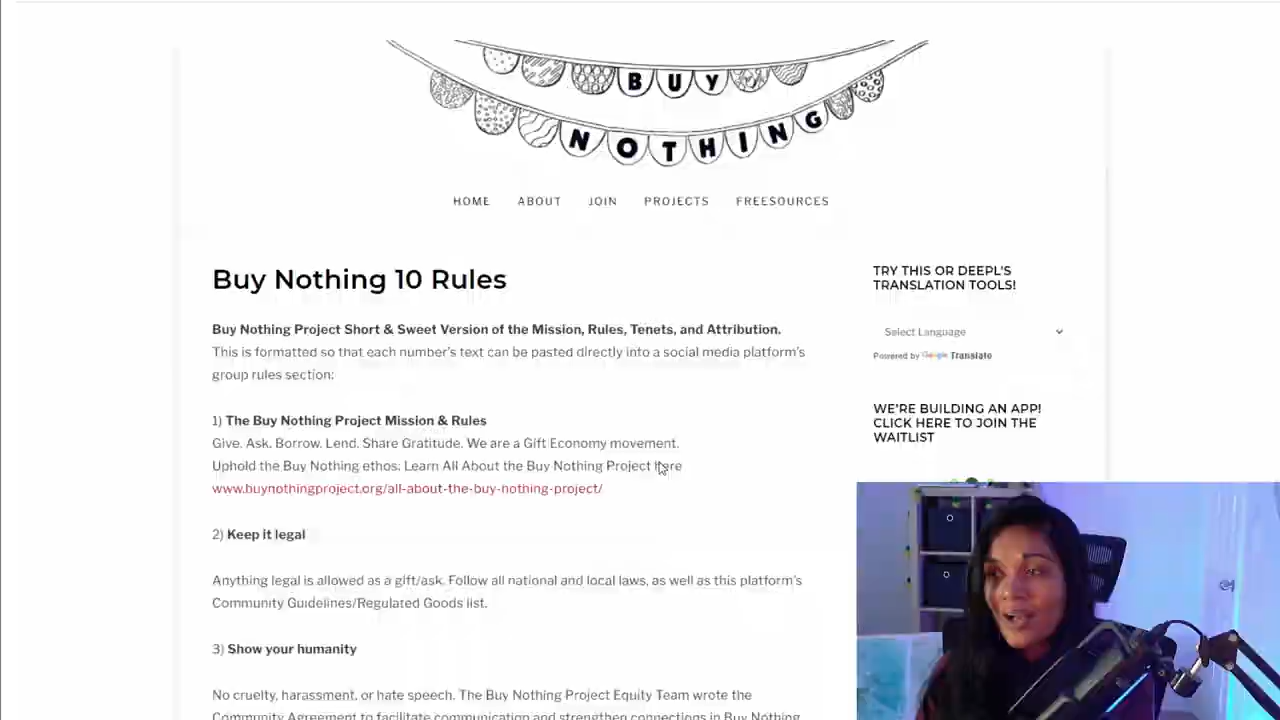 BUY
NOTHING
HOME ABOUT JOIN PROJECTS FREESOURCES
Buy Nothing 10 Rules
Buy Nothing Project Short & Sweet Version of the Mission, Rules, Tenets, and Attribution.
This is formatted so that each number's text can be pasted directly into a social media platform's
group rules section:
1) The Buy Nothing Project Mission & Rules
Give. Ask. Borrow. Lend. Share Gratitude. We are a Gift Economy movement.
Uphold the Buy Nothing ethos: Learn All About the Buy Nothing Project here
www.buynothingproject.org/all-about-the-buy-nothing-project/
2) Keep it legal
Anything legal is allowed as a gift/ask. Follow all national and local laws, as well as this platform's
Community Guidelines/Regulated Goods list.
3) Show your humanity
No cruelty, harassment, or hate speech. The Buy Nothing Project Equity Team wrote the
Community Agreement to facilitate communication and strengthen connections in Buy Nothing
TRY THIS OR DEEPL'S
TRANSLATION TOOLS!
Select Language
Powered by Google Translate
WE'RE BUILDING AN APP!
CLICK HERE TO JOIN THE
WAITLIST